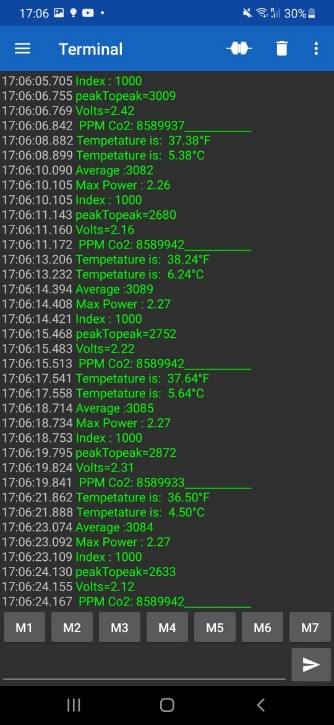 17:06
30%
Terminal
17:06:05.705 Index : 1000
17:06:06.755 peakTopeak=3009
17:06:06.769 Volts=2.42
17:06:06.842  PPM Co2: 8589937____________
17:06:08.882 Tempetature is:  37.38°F
17:06:08.899 Tempetature is:  5.38°C
17:06:10.090 Average :3082
17:06:10.105 Max Power : 2.26
17:06:10.105 Index : 1000
17:06:11.143 peakTopeak=2680
17:06:11.160 Volts=2.16
17:06:11.172  PPM Co2: 8589942____________
17:06:13.206 Tempetature is:  38.24°F
17:06:13.232 Tempetature is:  6.24°C
17:06:14.394 Average :3089
17:06:14.408 Max Power : 2.27
17:06:14.421 Index : 1000
17:06:15.468 peakTopeak=2752
17:06:15.483 Volts=2.22
17:06:15.513  PPM Co2: 8589942____________
17:06:17.541 Tempetature is:  37.64°F
17:06:17.558 Tempetature is:  5.64°C
17:06:18.714 Average :3085
17:06:18.734 Max Power : 2.27
17:06:18.753 Index : 1000
17:06:19.795 peakTopeak=2872
17:06:19.824 Volts=2.31
17:06:19.841  PPM Co2: 8589933____________
17:06:21.862 Tempetature is:  36.50°F
17:06:21.888 Tempetature is:  4.50°C
17:06:23.074 Average :3084
17:06:23.092 Max Power : 2.27
17:06:23.109 Index : 1000
17:06:24.130 peakTopeak=2633
17:06:24.155 Volts=2.12
17:06:24.167  PPM Co2: 8589942____________
M1 M2 M3 M4 M5 M6 M7